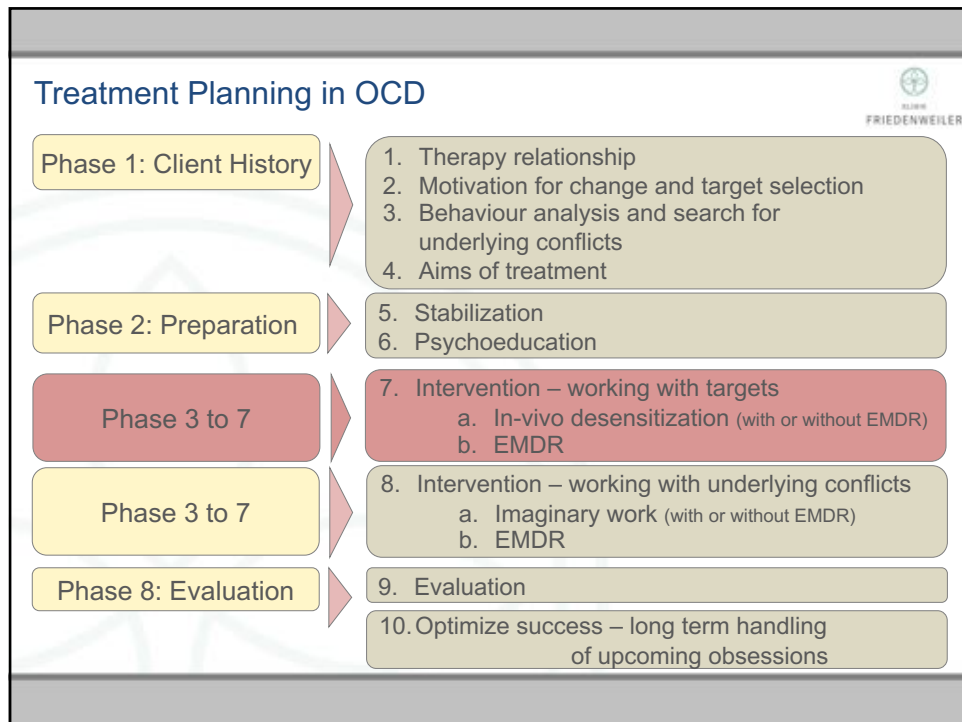 Treatment Planning in OCD
KLINIK
FRIEDENWEILER
Phase 1: Client History
1. Therapy relationship
2. Motivation for change and target selection
3. Behaviour analysis and search for
underlying conflicts
4. Aims of treatment
Phase 2: Preparation
5. Stabilization
6. Psychoeducation
Phase 3 to 7
7. Intervention – working with targets
a. In-vivo desensitization (with or without EMDR)
b. EMDR
Phase 3 to 7
8. Intervention – working with underlying conflicts
a. Imaginary work (with or without EMDR)
b. EMDR
Phase 8: Evaluation
9. Evaluation
10. Optimize success – long term handling
of upcoming obsessions